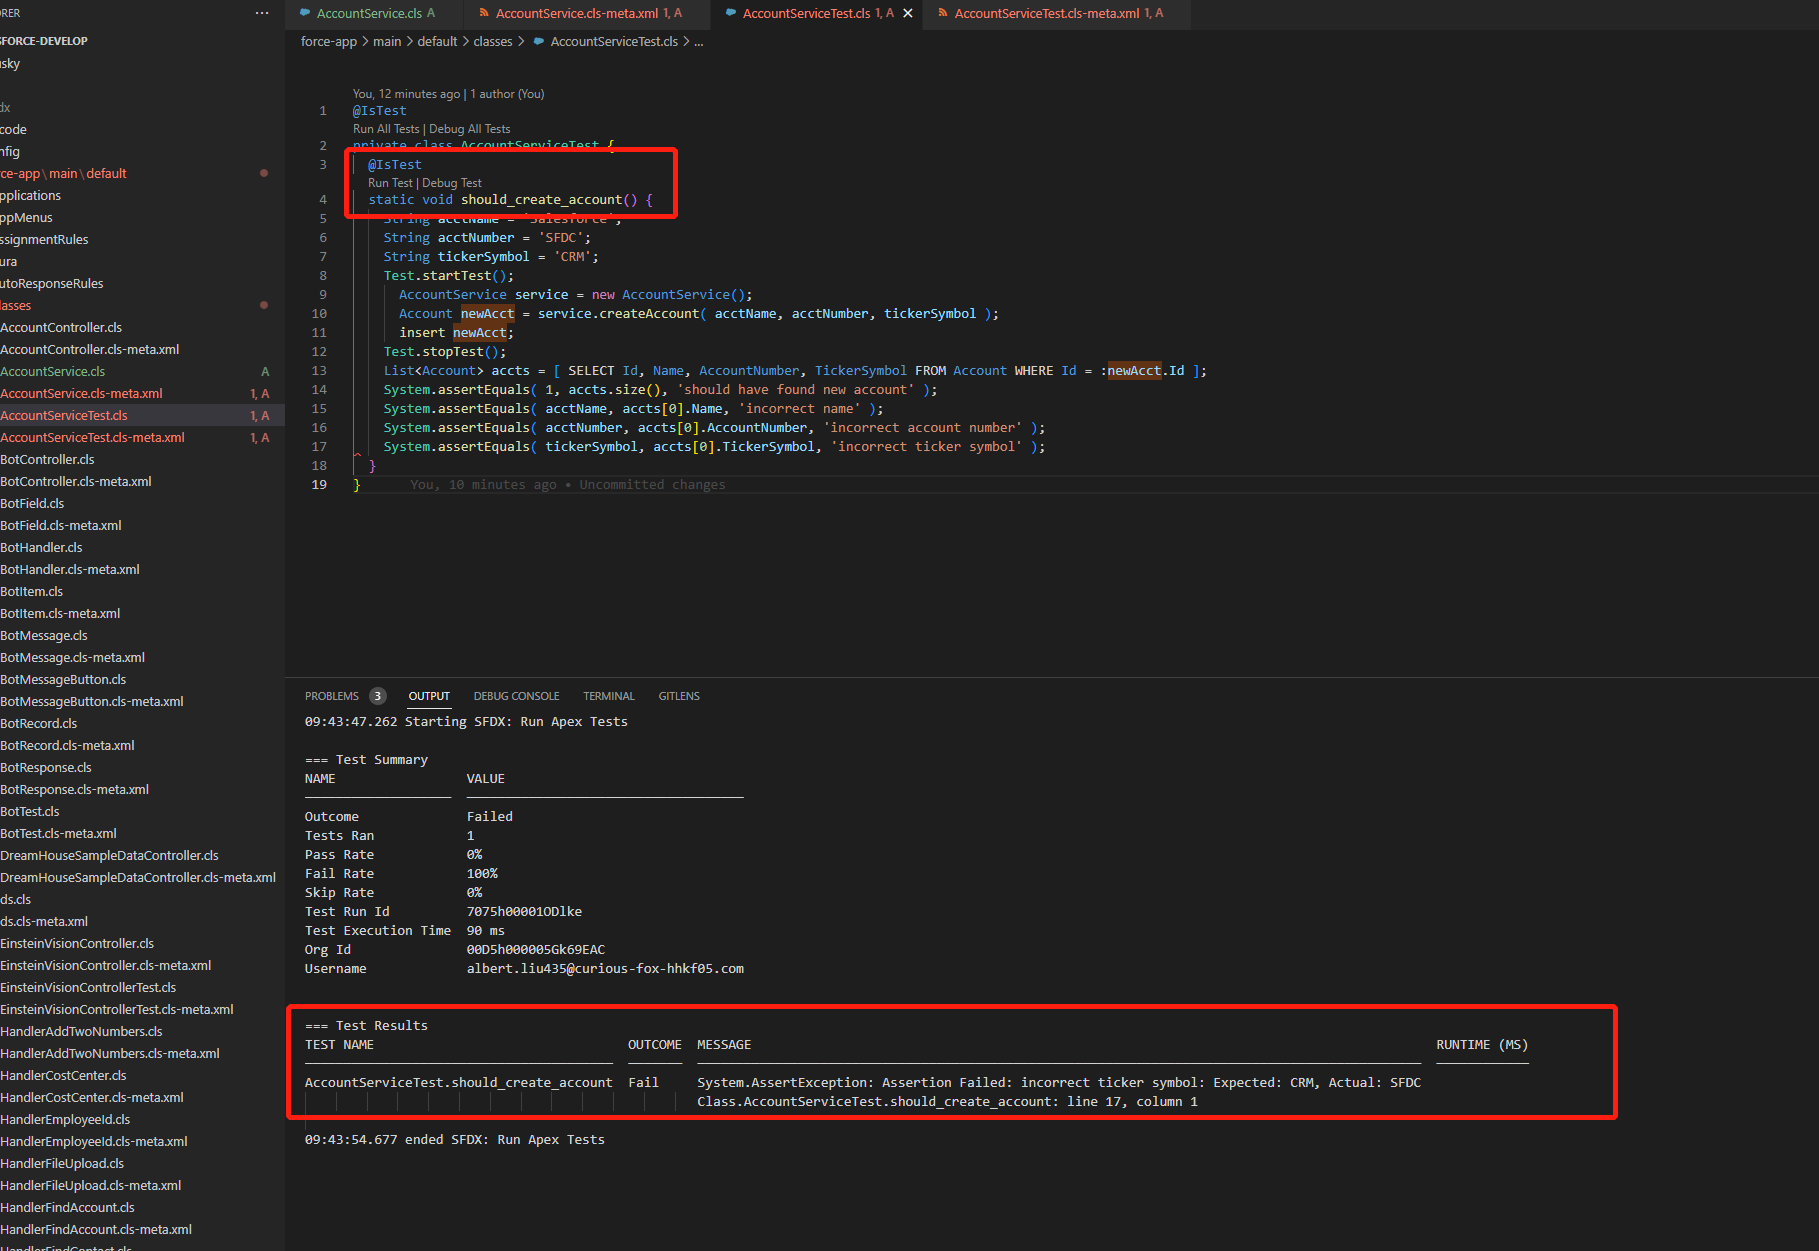 ORER
...
SFORCE-DEVELOP
sky
dx
code
nfig
rce-app\main\default
pplications
appMenus
ssignmentRules
ura
utoResponseRules
lasses
AccountController.cls
AccountController.cls-meta.xml
AccountService.cls A
AccountService.cls-meta.xml 1, A
AccountServiceTest.cls 1, A
AccountServiceTest.cls-meta.xml 1, A
BotController.cls
BotController.cls-meta.xml
BotField.cls
BotField.cls-meta.xml
BotHandler.cls
BotHandler.cls-meta.xml
BotItem.cls
BotItem.cls-meta.xml
BotMessage.cls
BotMessage.cls-meta.xml
BotMessageButton.cls
BotMessageButton.cls-meta.xml
BotRecord.cls
BotRecord.cls-meta.xml
BotResponse.cls
BotResponse.cls-meta.xml
BotTest.cls
BotTest.cls-meta.xml
DreamHouseSampleDataController.cls
DreamHouseSampleDataController.cls-meta.xml
ds.cls
ds.cls-meta.xml
EinsteinVisionController.cls
EinsteinVisionController.cls-meta.xml
EinsteinVisionControllerTest.cls
EinsteinVisionControllerTest.cls-meta.xml
HandlerAddTwoNumbers.cls
HandlerAddTwoNumbers.cls-meta.xml
HandlerCostCenter.cls
HandlerCostCenter.cls-meta.xml
HandlerEmployeeId.cls
HandlerEmployeeId.cls-meta.xml
HandlerFileUpload.cls
HandlerFileUpload.cls-meta.xml
HandlerFindAccount.cls
HandlerFindAccount.cls-meta.xml
HandlerFindContact.cls
AccountService.cls A AccountService.cls-meta.xml 1, A AccountServiceTest.cls 1, A AccountServiceTest.cls-meta.xml 1, A
force-app > main > default > classes > AccountServiceTest.cls > ...
You, 12 minutes ago | 1 author (You)
1 @IsTest
Run All Tests | Debug All Tests
2 private class AccountServiceTest {
3 @IsTest
Run Test | Debug Test
4 static void should_create_account() {
5 String acctName = 'Salesforce';
6 String acctNumber = 'SFDC';
7 String tickerSymbol = 'CRM';
8 Test.startTest();
9 AccountService service = new AccountService();
10 Account newAcct = service.createAccount( acctName, acctNumber, tickerSymbol );
11 insert newAcct;
12 Test.stopTest();
13 List<Account> accts = [ SELECT Id, Name, AccountNumber, TickerSymbol FROM Account WHERE Id = :newAcct.Id ];
14 System.assertEquals( 1, accts.size(), 'should have found new account' );
15 System.assertEquals( acctName, accts[0].Name, 'incorrect name' );
16 System.assertEquals( acctNumber, accts[0].AccountNumber, 'incorrect account number' );
17 System.assertEquals( tickerSymbol, accts[0].TickerSymbol, 'incorrect ticker symbol' );
18 }
19 } You, 10 minutes ago • Uncommitted changes
PROBLEMS 3 OUTPUT DEBUG CONSOLE TERMINAL GITLENS
09:43:47.262 Starting SFDX: Run Apex Tests
=== Test Summary
NAME VALUE
Outcome Failed
Tests Ran 1
Pass Rate 0%
Fail Rate 100%
Skip Rate 0%
Test Run Id 7075h00001ODlke
Test Execution Time 90 ms
Org Id 00D5h000005Gk69EAC
Username albert.liu435@curious-fox-hhkf05.com
=== Test Results
TEST NAME OUTCOME MESSAGE RUNTIME (MS)
AccountServiceTest.should_create_account Fail System.AssertException: Assertion Failed: incorrect ticker symbol: Expected: CRM, Actual: SFDC
Class.AccountServiceTest.should_create_account: line 17, column 1
09:43:54.677 ended SFDX: Run Apex Tests